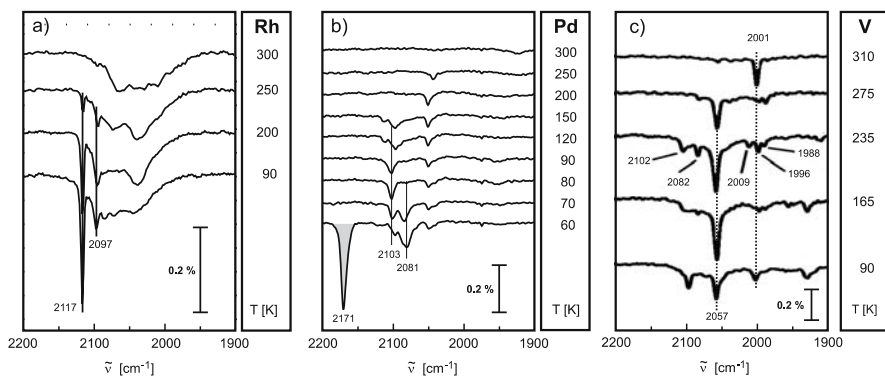 a)
Rh
300
250
200
90
2097
2117
0.2 %
T [K]
2200 2100 2000 1900
ṽ [cm⁻¹]
b)
Pd
300
250
200
150
120
90
80
70
60
2103
2081
2171
0.2 %
T [K]
2200 2100 2000 1900
ṽ [cm⁻¹]
c)
V
2001
310
275
235
2102
2082
2009
1996
1988
165
90
2057
0.2 %
T [K]
2200 2100 2000 1900
ṽ [cm⁻¹]